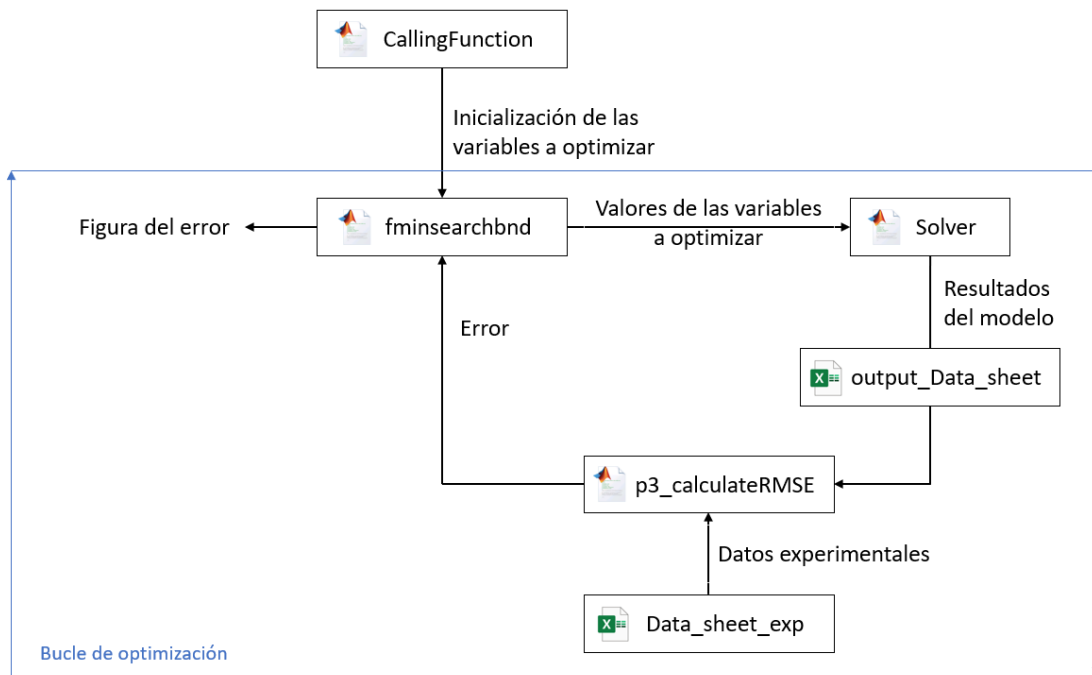 CallingFunction
Inicialización de las
variables a optimizar
Figura del error
fminsearchbnd
Valores de las variables
a optimizar
Solver
Resultados
del modelo
Error
output_Data_sheet
p3_calculateRMSE
Datos experimentales
Data_sheet_exp
Bucle de optimización